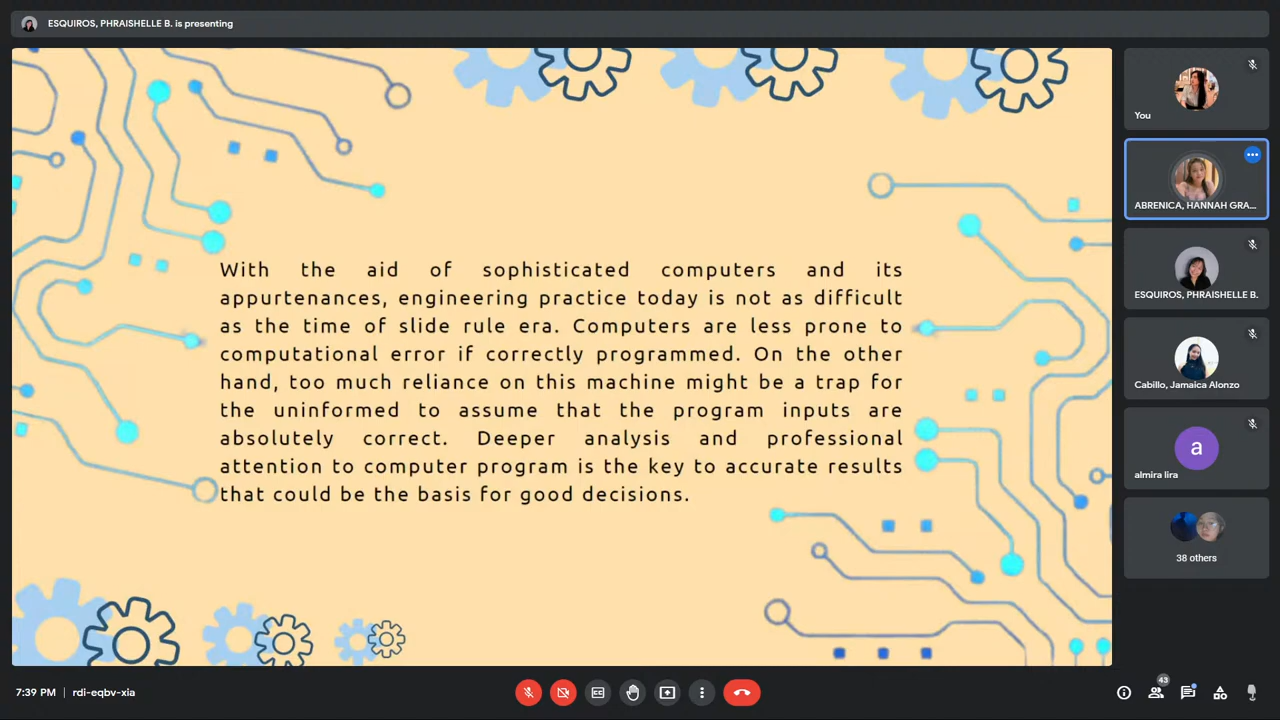 ESQUIROS, PHRAISHELLE B. is presenting
With the aid of sophisticated computers and its
appurtenances, engineering practice today is not as difficult
as the time of slide rule era. Computers are less prone to
computational error if correctly programmed. On the other
hand, too much reliance on this machine might be a trap for
the uninformed to assume that the program inputs are
absolutely correct. Deeper analysis and professional
attention to computer program is the key to accurate results
that could be the basis for good decisions.
You
ABRENICA, HANNAH GRA...
ESQUIROS, PHRAISHELLE B.
Cabillo, Jamaica Alonzo
a
almira lira
38 others
7:39 PM | rdi-eqbv-xia
43